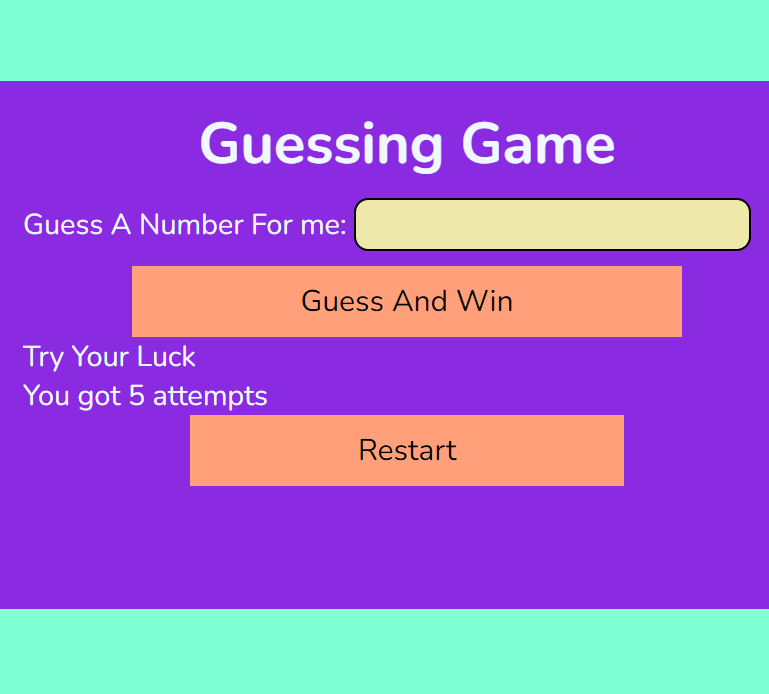 Guessing Game
Guess A Number For me:
Guess And Win
Try Your Luck
You got 5 attempts
Restart